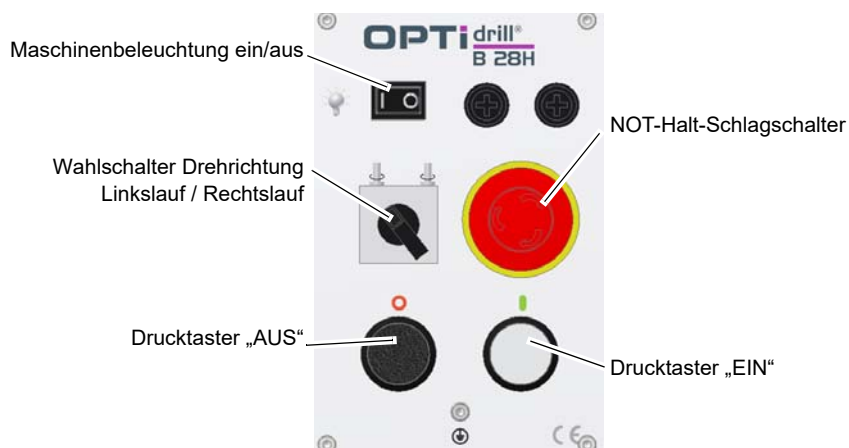 OPTi drill®
B 28H
Maschinenbeleuchtung ein/aus
I O
NOT-Halt-Schlagschalter
Wahlschalter Drehrichtung
Linkslauf / Rechtslauf
Drucktaster „AUS“
Drucktaster „EIN“
CE